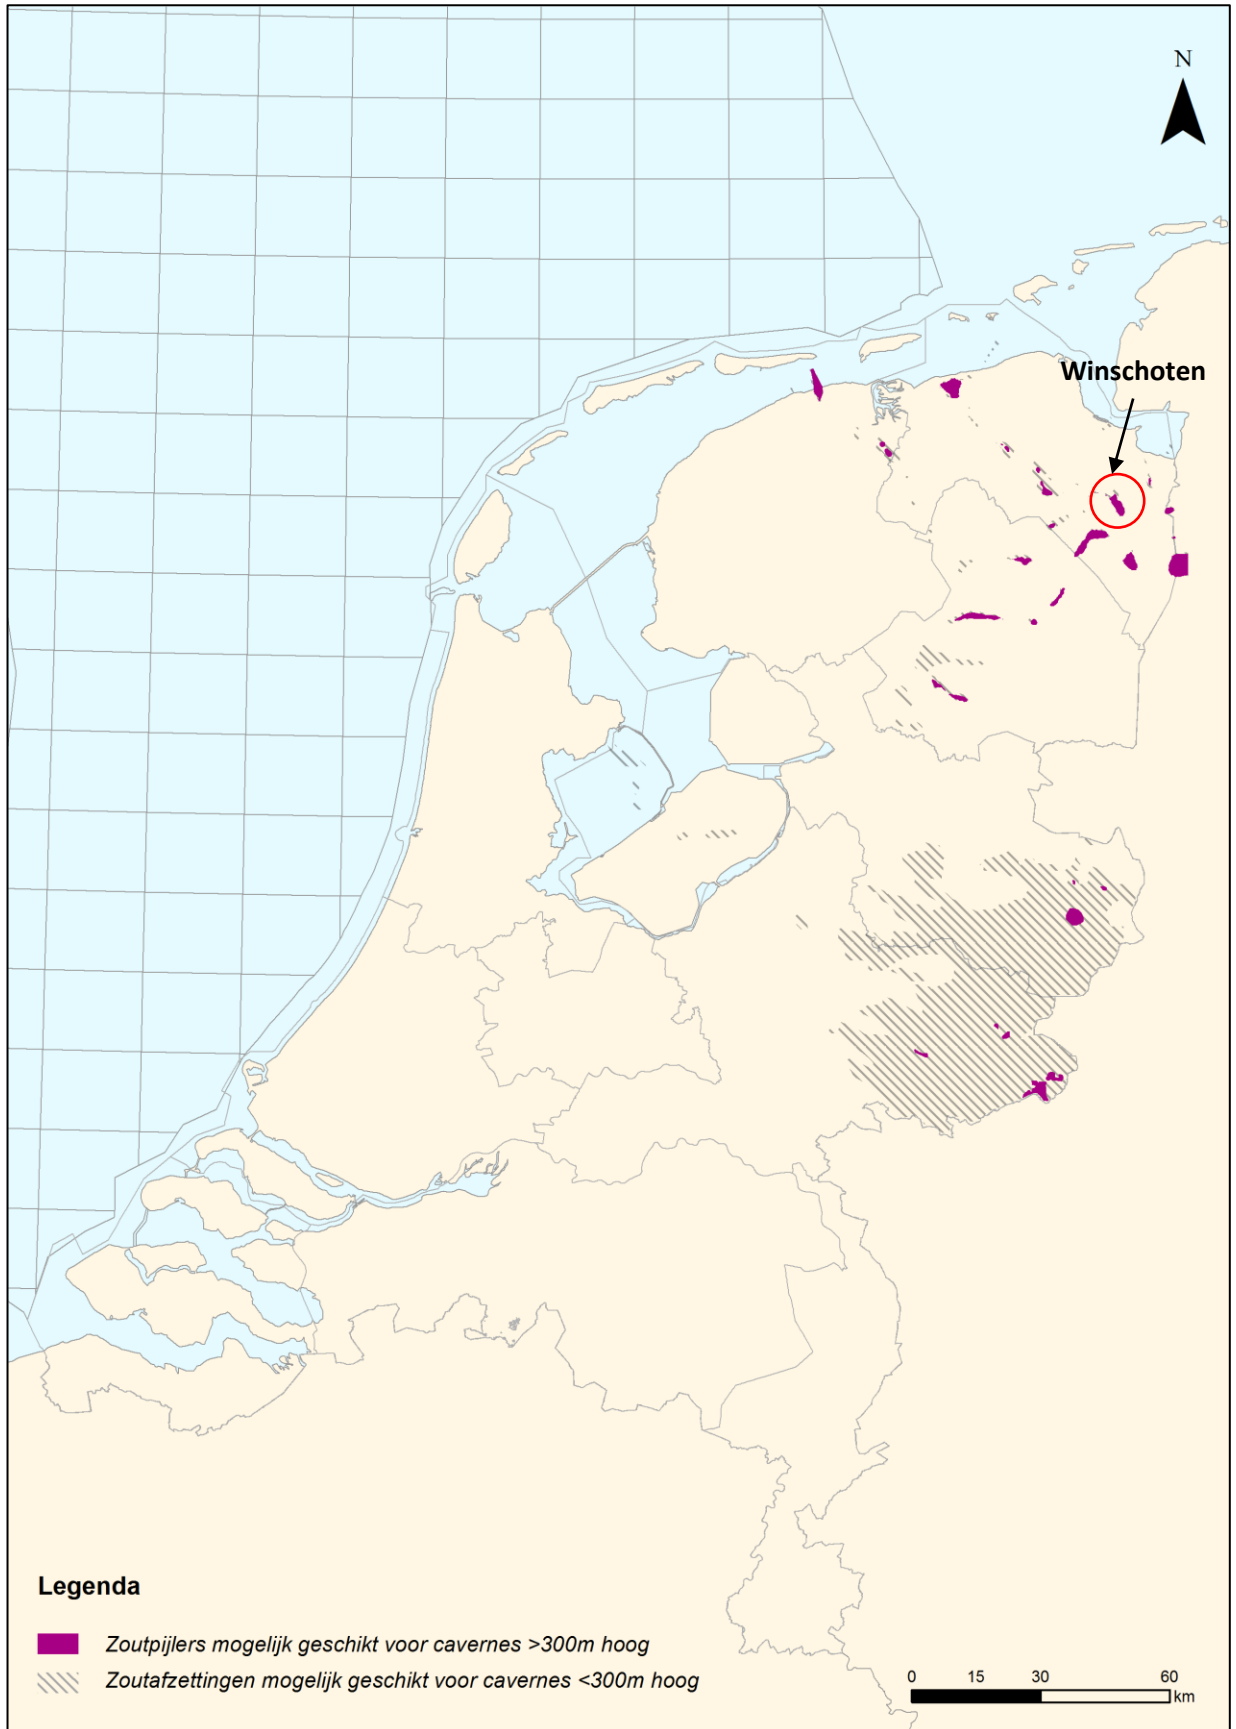 N
Winschoten
Legenda
Zoutpijlers mogelijk geschikt voor cavernes >300m hoog
Zoutafzettingen mogelijk geschikt voor cavernes <300m hoog
0 15 30 60
km